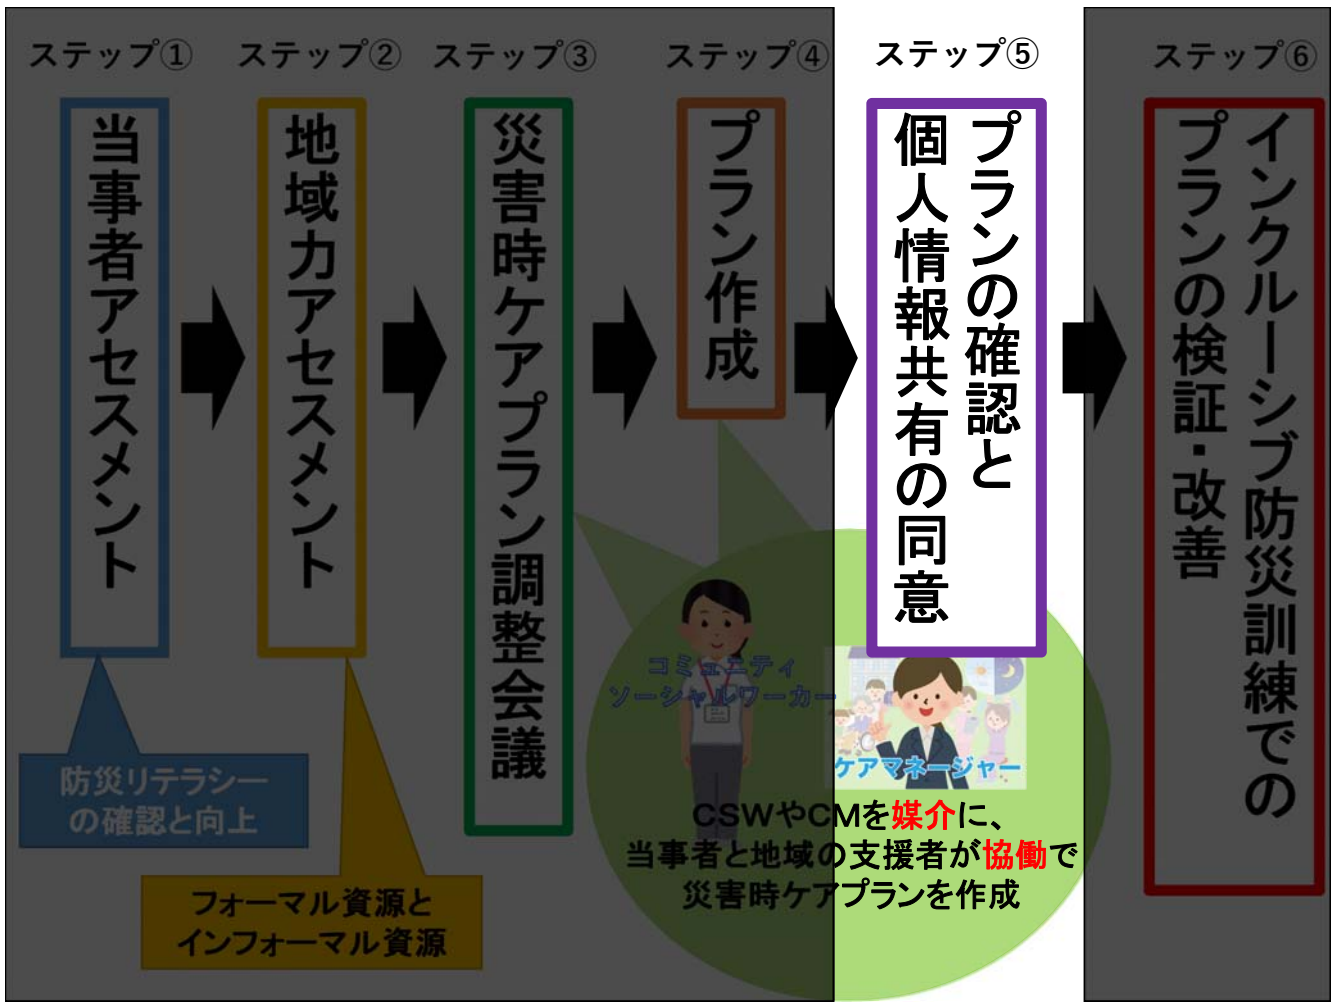 ステップ①
当事者アセスメント
防災リテラシー
の確認と向上
ステップ②
地域力アセスメント
フォーマル資源と
インフォーマル資源
ステップ③
災害時ケアプラン調整会議
ステップ④
プラン作成
ステップ⑤
プランの確認と
個人情報共有の同意
コミュニティ
ソーシャルワーカー
ケアマネージャー
CSWやCMを媒介に、
当事者と地域の支援者が協働で
災害時ケアプランを作成
ステップ⑥
インクルーシブ防災訓練での
プランの検証・改善